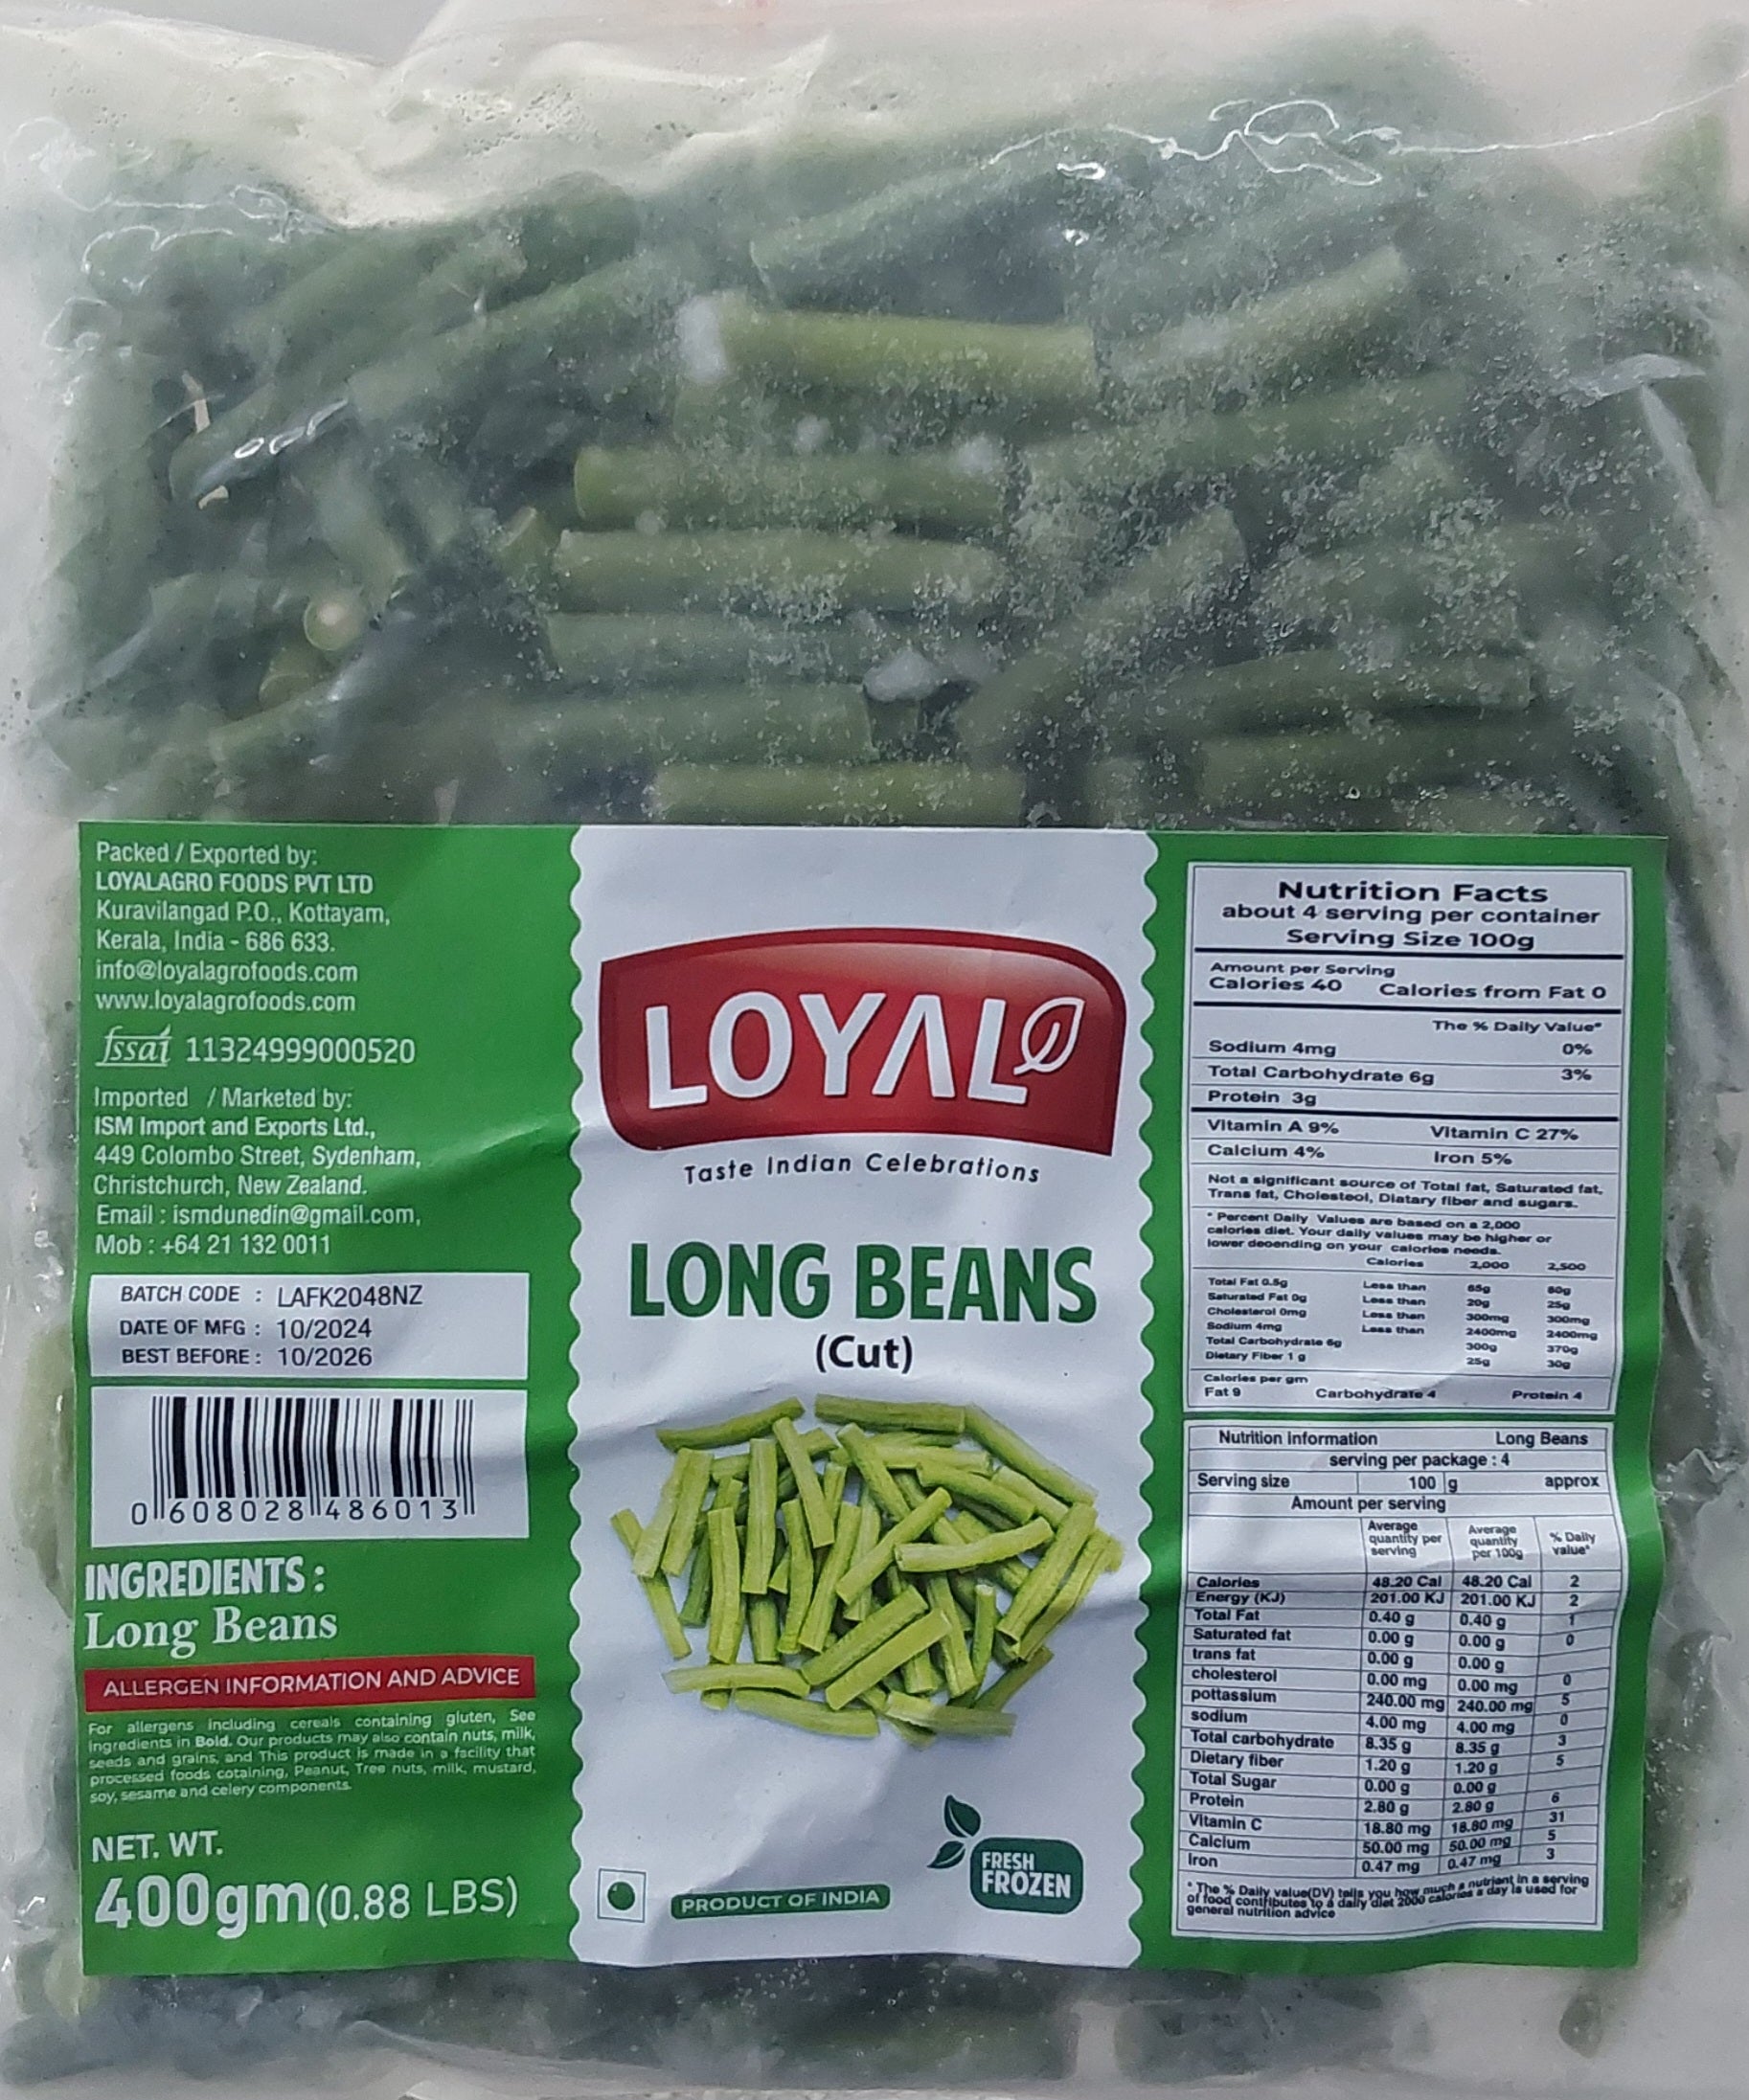 Packed / Exported by:
LOYALAGRO FOODS PVT LTD
Kuravilangad P.O., Kottayam,
Kerala, India - 686 633.
info@loyalagrofoods.com
www.loyalagrofoods.com
fssai 11324999000520
Imported / Marketed by:
ISM Import and Exports Ltd.,
449 Colombo Street, Sydenham,
Christchurch, New Zealand.
Email : ismdunedin@gmail.com,
Mob : +64 21 132 0011
BATCH CODE : LAFK2048NZ
DATE OF MFG : 10/2024
BEST BEFORE : 10/2026
0 608028 486013
INGREDIENTS :
Long Beans
ALLERGEN INFORMATION AND ADVICE
For allergens including cereals containing gluten, See
Ingredients in Bold. Our products may also contain nuts, milk,
seeds and grains, and This product is made in a facility that
processed foods cotaining, Peanut, Tree nuts, milk, mustard,
soy, sesame and celery components.
NET. WT.
400gm (0.88 LBS)
LOYAL
Taste Indian Celebrations
LONG BEANS
(Cut)
FRESH
FROZEN
PRODUCT OF INDIA
Nutrition Facts
about 4 serving per container
Serving Size 100g
Amount per Serving
Calories 40 Calories from Fat 0
The % Daily Value*
Sodium 4mg 0%
Total Carbohydrate 6g 3%
Protein 3g
Vitamin A 9% Vitamin C 27%
Calcium 4% Iron 5%
Not a significant source of Total fat, Saturated fat,
Trans fat, Cholesteol, Diatary fiber and sugars.
* Percent Daily Values are based on a 2,000
calories diet. Your daily values may be higher or
lower deoending on your calories needs.
Calories 2,000 2,500
Total Fat 0.5g Less than 65g 80g
Saturated Fat 0g Less than 20g 25g
Cholesterol 0mg Less than 300mg 300mg
Sodium 4mg Less than 2400mg 2400mg
Total Carbohydrate 6g 300g 370g
Dietary Fiber 1 g 25g 30g
Calories per gm
Fat 9 Carbohydrate 4 Protein 4
Nutrition information Long Beans
serving per package : 4
Serving size 100 g approx
Amount per serving
Average quantity per serving Average quantity per 100g % Daily value*
Calories 48.20 Cal 48.20 Cal 2
Energy (KJ) 201.00 KJ 201.00 KJ 2
Total Fat 0.40 g 0.40 g 1
Saturated fat 0.00 g 0.00 g 0
trans fat 0.00 g 0.00 g
cholesterol 0.00 mg 0.00 mg 0
pottassium 240.00 mg 240.00 mg 5
sodium 4.00 mg 4.00 mg 0
Total carbohydrate 8.35 g 8.35 g 3
Dietary fiber 1.20 g 1.20 g 5
Total Sugar 0.00 g 0.00 g
Protein 2.80 g 2.80 g 6
Vitamin C 18.80 mg 18.80 mg 31
Calcium 50.00 mg 50.00 mg 5
Iron 0.47 mg 0.47 mg 3
* The % Daily value(DV) tells you how much a nutrient in a serving
of food contributes to a daily diet 2000 calories a day is used for
general nutrition advice